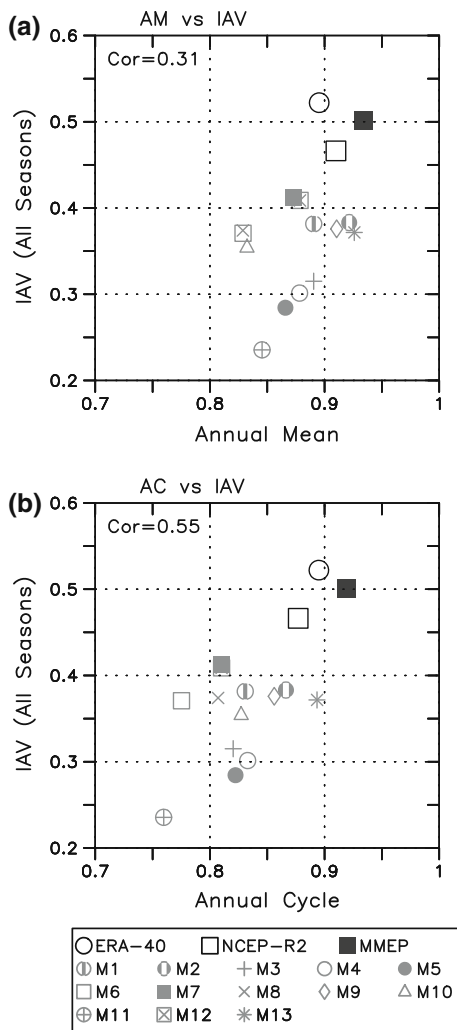 (a) AM vs IAV
0.6
Cor=0.31
0.5
IAV (All Seasons)
0.4
0.3
0.2
0.7 0.8 0.9 1
Annual Mean
(b) AC vs IAV
0.6
Cor=0.55
0.5
IAV (All Seasons)
0.4
0.3
0.2
0.7 0.8 0.9 1
Annual Cycle
ERA-40 NCEP-R2 MMEP
M1 M2 M3 M4 M5
M6 M7 M8 M9 M10
M11 M12 M13